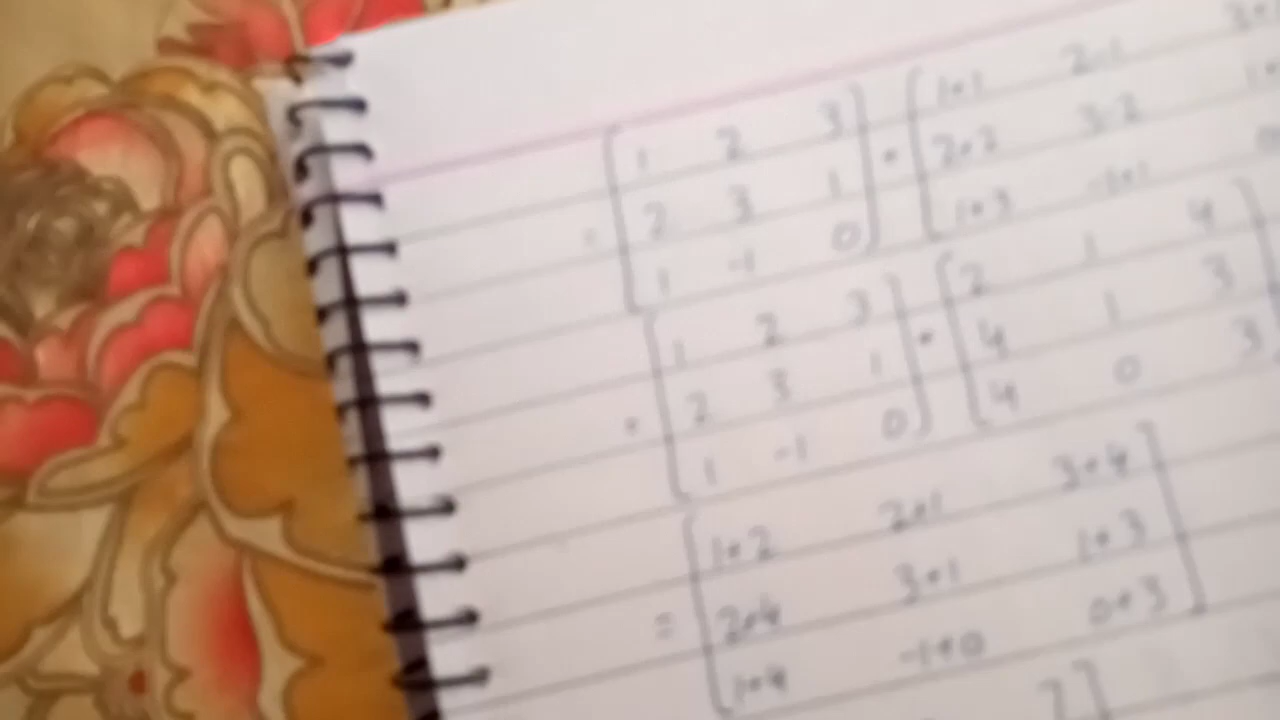 = [ 1 2 3 ] + [ 1+1 2-1
2 3 1 2+2 3-2
1 -1 0 1+3 -1+1
= [ 1 2 3 ] + [ 2 1 4 ]
2 3 1 4 1 3
1 -1 0 4 0 3
= [ 1+2 2+1 3+4 ]
2+4 3+1 1+3
1+4 -1+0 0+3
7 ]